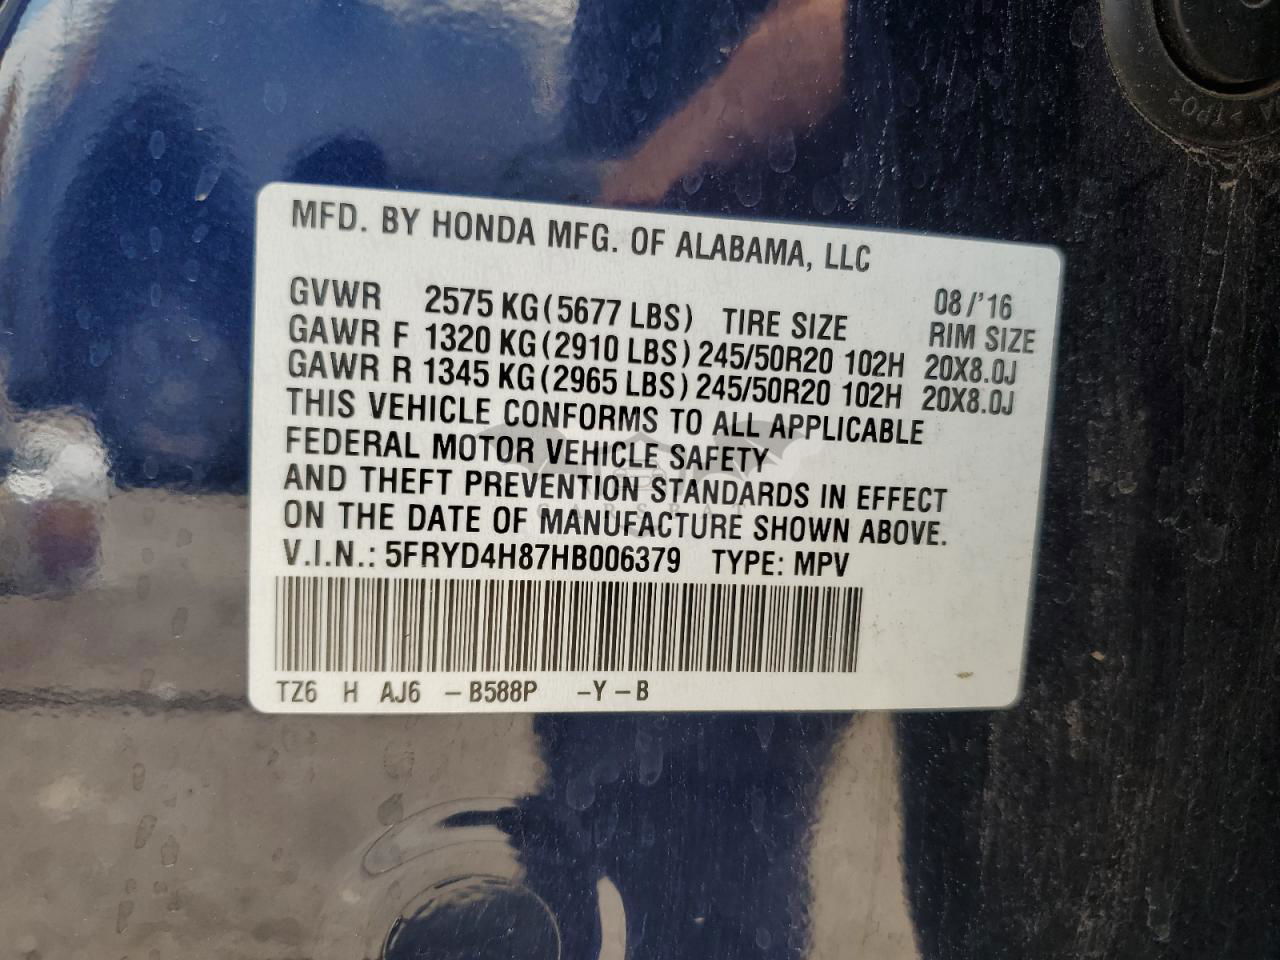 MFD. BY HONDA MFG. OF ALABAMA, LLC
08/'16
GVWR 2575 KG(5677 LBS) TIRE SIZE RIM SIZE
GAWR F 1320 KG(2910 LBS) 245/50R20 102H 20X8.0J
GAWR R 1345 KG(2965 LBS) 245/50R20 102H 20X8.0J
THIS VEHICLE CONFORMS TO ALL APPLICABLE
FEDERAL MOTOR VEHICLE SAFETY
AND THEFT PREVENTION STANDARDS IN EFFECT
ON THE DATE OF MANUFACTURE SHOWN ABOVE.
V.I.N.: 5FRYD4H87HB006379 TYPE: MPV
TZ6 H AJ6 -B588P -Y-B